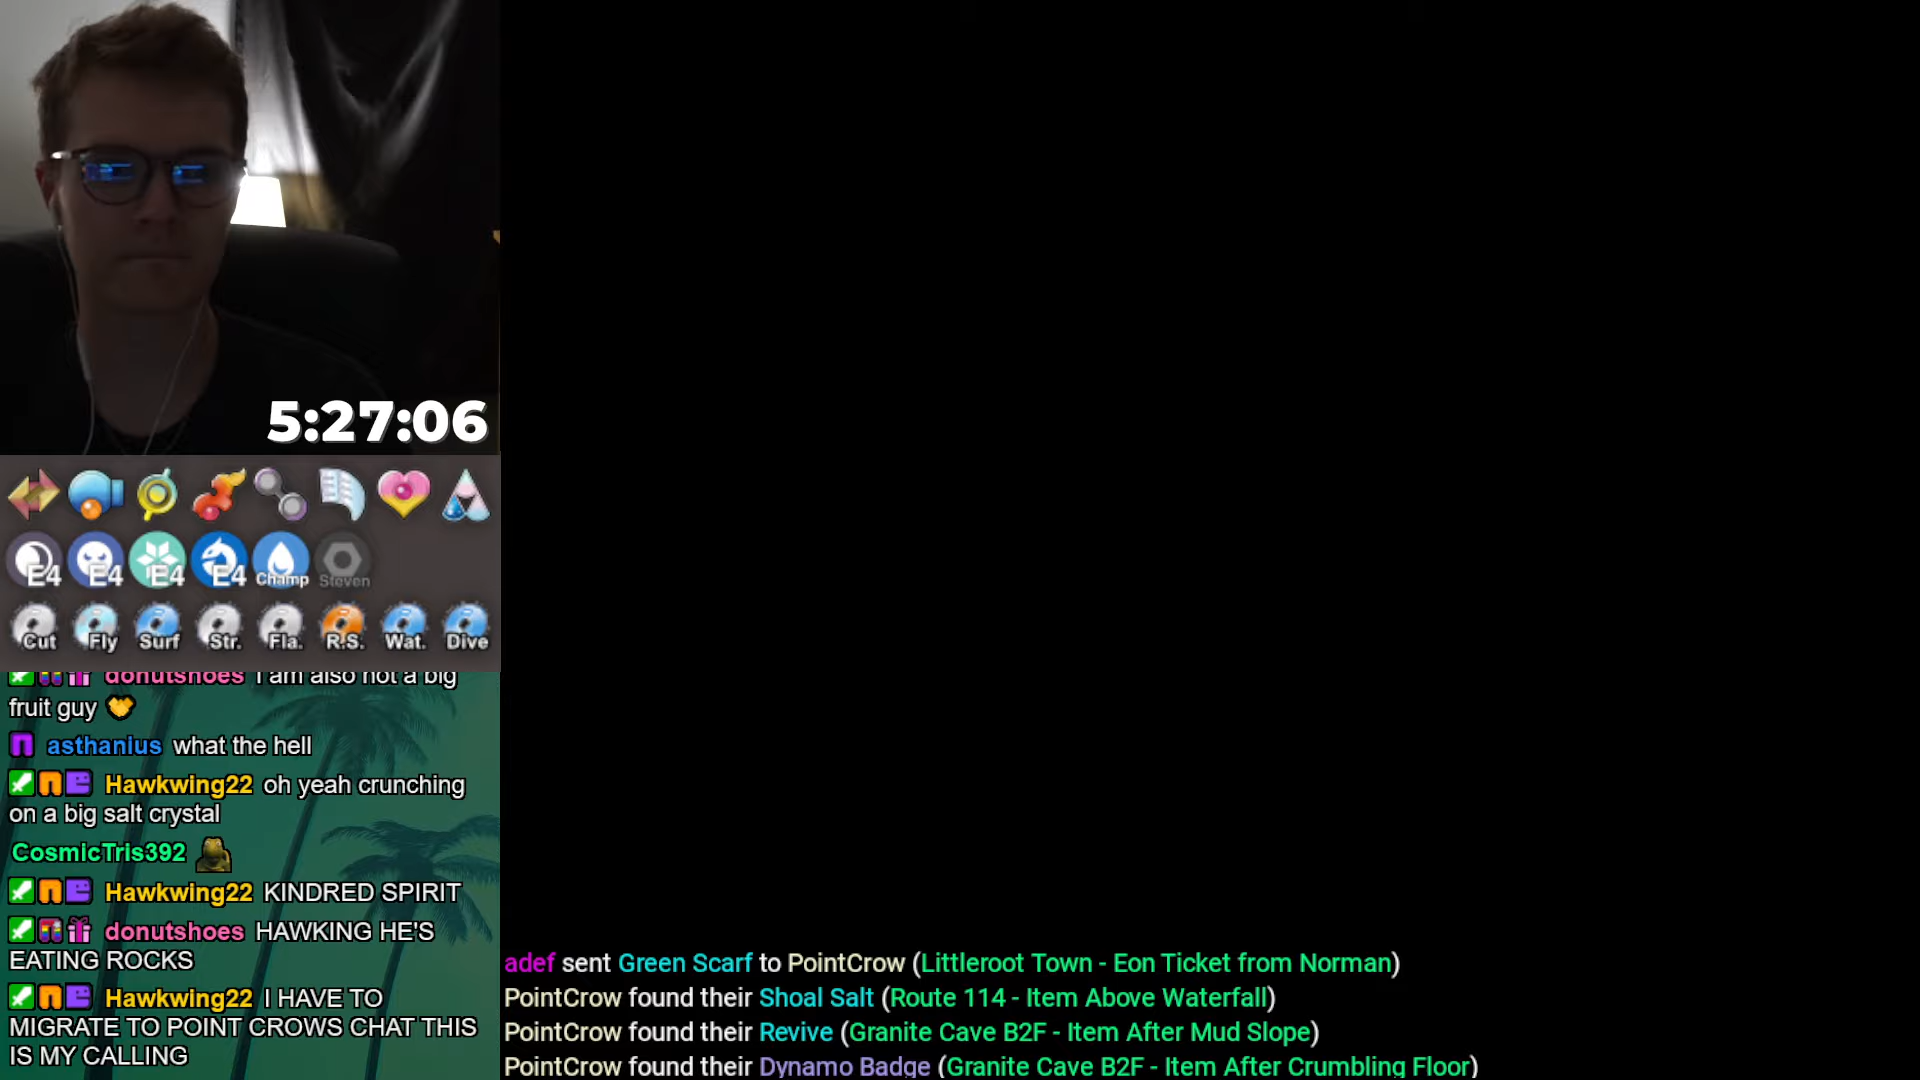 5:27:06
E4 E4 E4 E4 Champ Steven
Cut Fly Surf Str. Fla. R.S. Wat. Dive
donutshoes I am also not a big
fruit guy
asthanius what the hell
Hawkwing22 oh yeah crunching
on a big salt crystal
CosmicTris392
Hawkwing22 KINDRED SPIRIT
donutshoes HAWKING HE'S
EATING ROCKS
Hawkwing22 I HAVE TO
MIGRATE TO POINT CROWS CHAT THIS
IS MY CALLING
adef sent Green Scarf to PointCrow (Littleroot Town - Eon Ticket from Norman)
PointCrow found their Shoal Salt (Route 114 - Item Above Waterfall)
PointCrow found their Revive (Granite Cave B2F - Item After Mud Slope)
PointCrow found their Dynamo Badge (Granite Cave B2F - Item After Crumbling Floor)